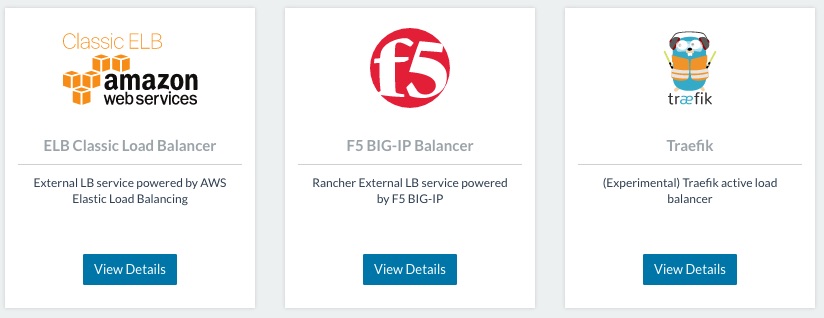 Classic ELB
amazon
web services
ELB Classic Load Balancer
External LB service powered by AWS
Elastic Load Balancing
View Details
f5
F5 BIG-IP Balancer
Rancher External LB service powered
by F5 BIG-IP
View Details
træfik
Traefik
(Experimental) Traefik active load
balancer
View Details